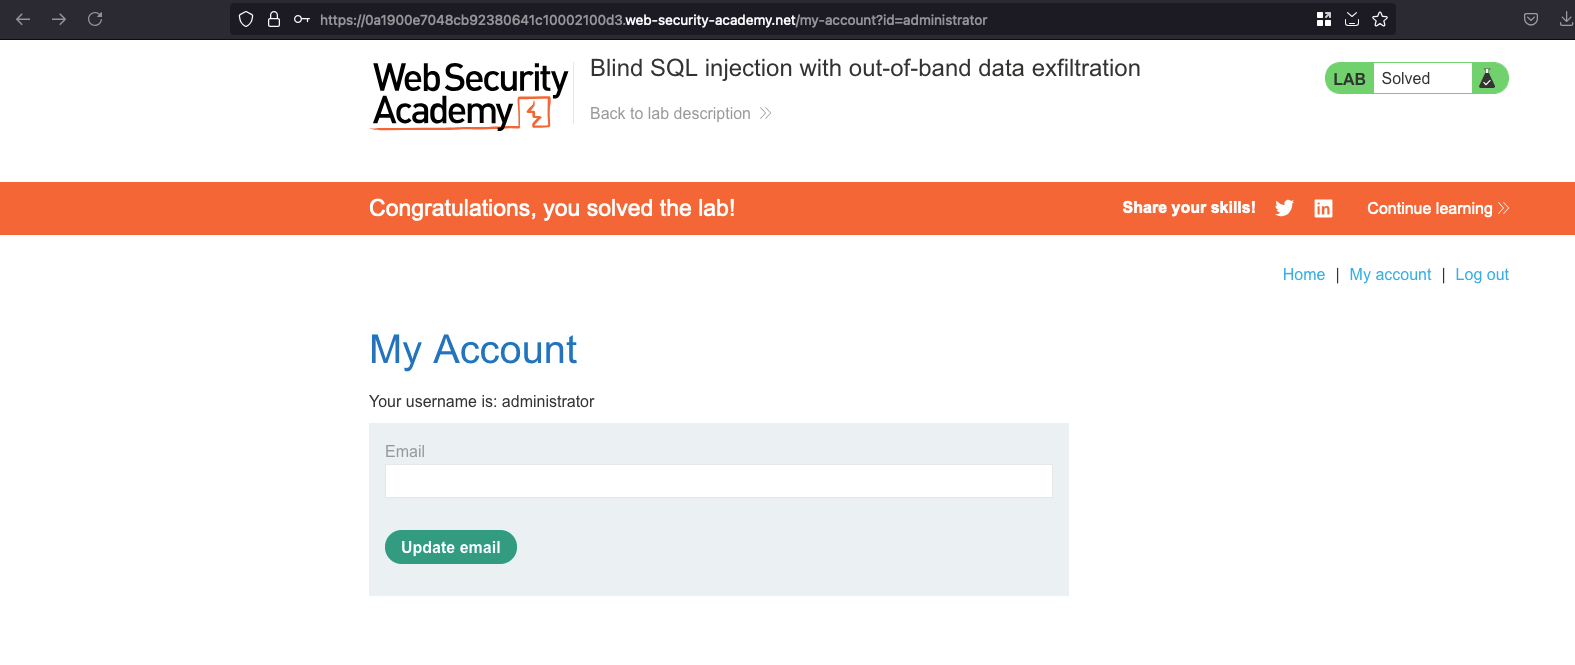 https://0a1900e7048cb92380641c10002100d3.web-security-academy.net/my-account?id=administrator
Web Security
Academy
Blind SQL injection with out-of-band data exfiltration
Back to lab description
LAB Solved
Congratulations, you solved the lab!
Share your skills!
Continue learning
Home | My account | Log out
My Account
Your username is: administrator
Email
Update email